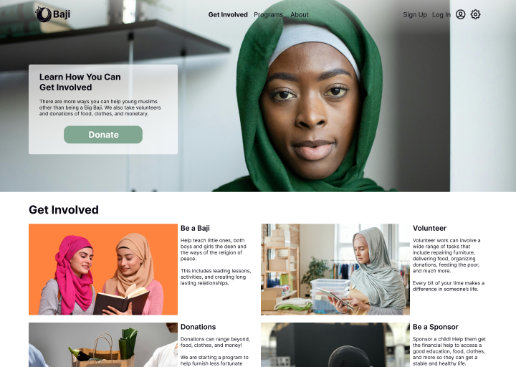 Baji
Get Involved Programs About
Sign Up Log In
Learn How You Can
Get Involved
There are more ways you can help young muslims
other than being a Big Baji. We also take volunteers
and donations of food, clothes, and monetary.
Donate
Get Involved
Be a Baji
Help teach little ones, both
boys and girls the deen and
the ways of the religion of
peace.
This includes leading lessons,
activities, and creating long
lasting relationships.
Volunteer
Volunteer work can involve a
wide range of tasks that
include repairing furniture,
delivering food, organizing
donations, feeding the poor,
and much more.
Every bit of your time makes a
difference in someone's life.
Donations
Donations can range beyond,
food, clothes, and money!
We are starting a program to
help furnish less fortunate
Be a Sponsor
Sponsor a child! Help them get
the financial help to access a
good education, food, clothes,
and more so they can get a
stable and healthy life.